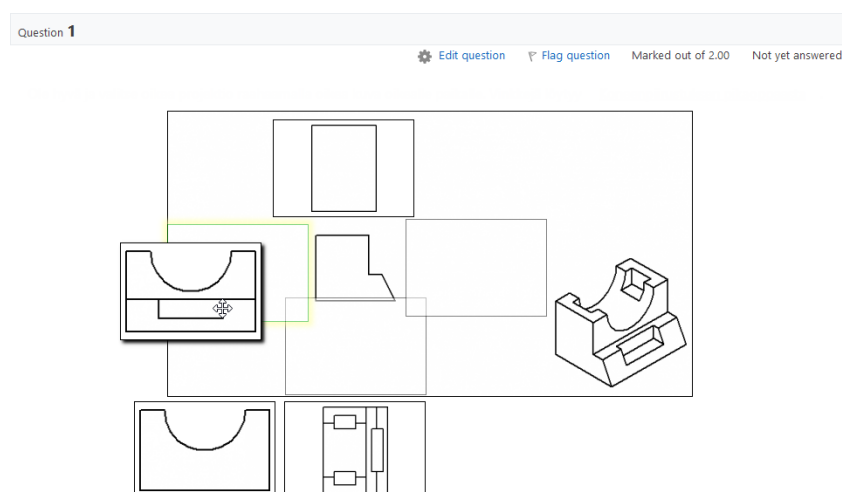 Question 1
Edit question Flag question Marked out of 2.00 Not yet answered